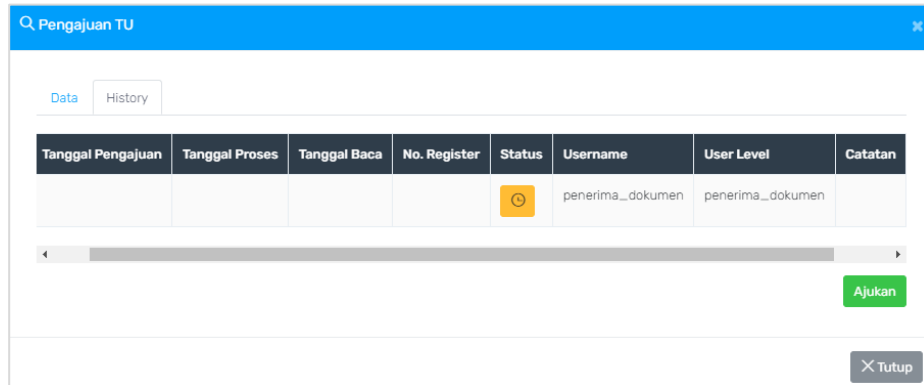 Pengajuan TU
Data History
Tanggal Pengajuan Tanggal Proses Tanggal Baca No. Register Status Username User Level Catatan
penerima_dokumen penerima_dokumen
Ajukan
Tutup